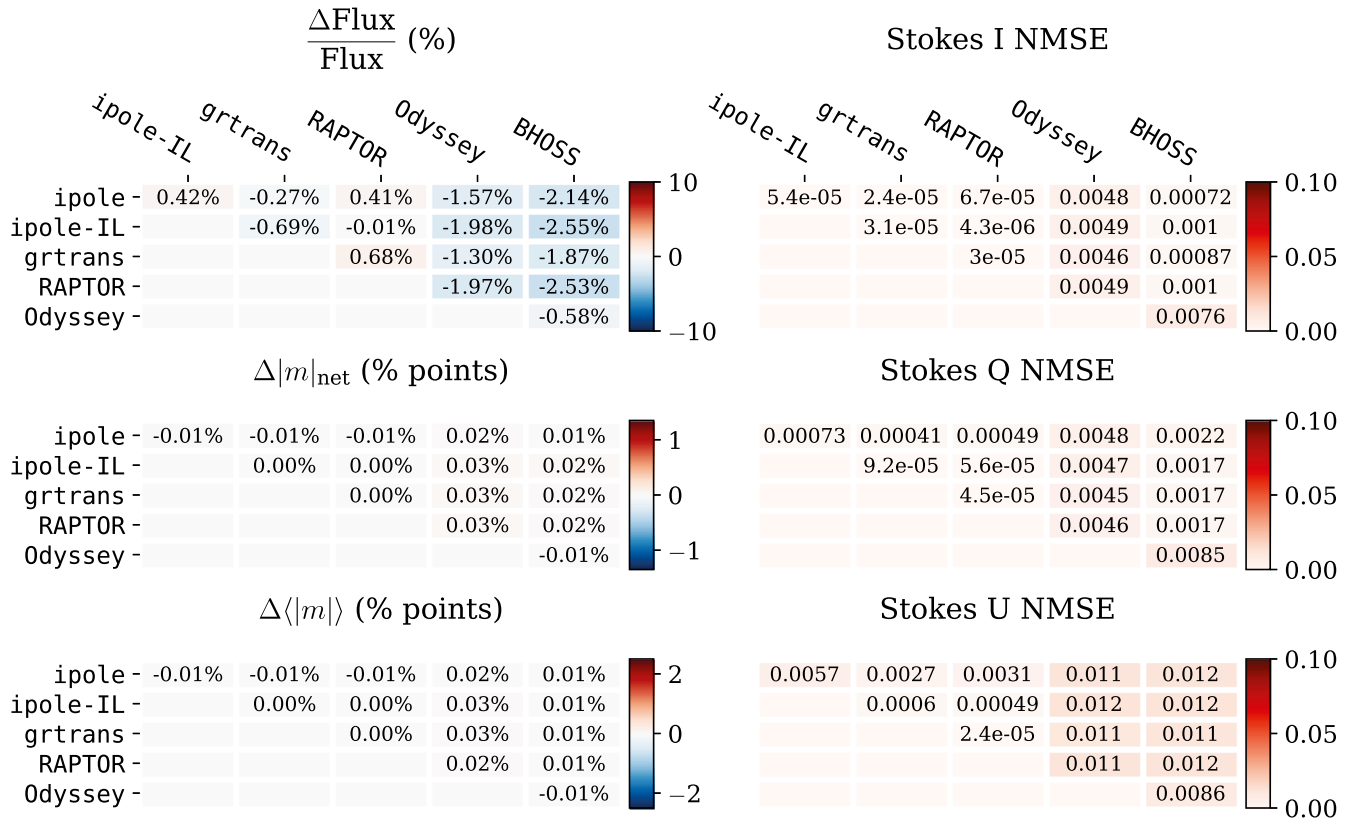 ΔFlux
Flux
(%)
ipole-IL grtrans RAPTOR Odyssey BHOSS
ipole 0.42% -0.27% 0.41% -1.57% -2.14%
ipole-IL -0.69% -0.01% -1.98% -2.55%
grtrans 0.68% -1.30% -1.87%
RAPTOR -1.97% -2.53%
Odyssey -0.58%
10
0
−10
Stokes I NMSE
ipole-IL grtrans RAPTOR Odyssey BHOSS
5.4e-05 2.4e-05 6.7e-05 0.0048 0.00072
3.1e-05 4.3e-06 0.0049 0.001
3e-05 0.0046 0.00087
0.0049 0.001
0.0076
0.10
0.05
0.00
Δ|m|net (% points)
ipole -0.01% -0.01% -0.01% 0.02% 0.01%
ipole-IL 0.00% 0.00% 0.03% 0.02%
grtrans 0.00% 0.03% 0.02%
RAPTOR 0.03% 0.02%
Odyssey -0.01%
1
0
−1
Stokes Q NMSE
0.00073 0.00041 0.00049 0.0048 0.0022
9.2e-05 5.6e-05 0.0047 0.0017
4.5e-05 0.0045 0.0017
0.0046 0.0017
0.0085
0.10
0.05
0.00
Δ⟨|m|⟩ (% points)
ipole -0.01% -0.01% -0.01% 0.02% 0.01%
ipole-IL 0.00% 0.00% 0.03% 0.01%
grtrans 0.00% 0.03% 0.01%
RAPTOR 0.02% 0.01%
Odyssey -0.01%
2
0
−2
Stokes U NMSE
0.0057 0.0027 0.0031 0.011 0.012
0.0006 0.00049 0.012 0.012
2.4e-05 0.011 0.011
0.011 0.012
0.0086
0.10
0.05
0.00